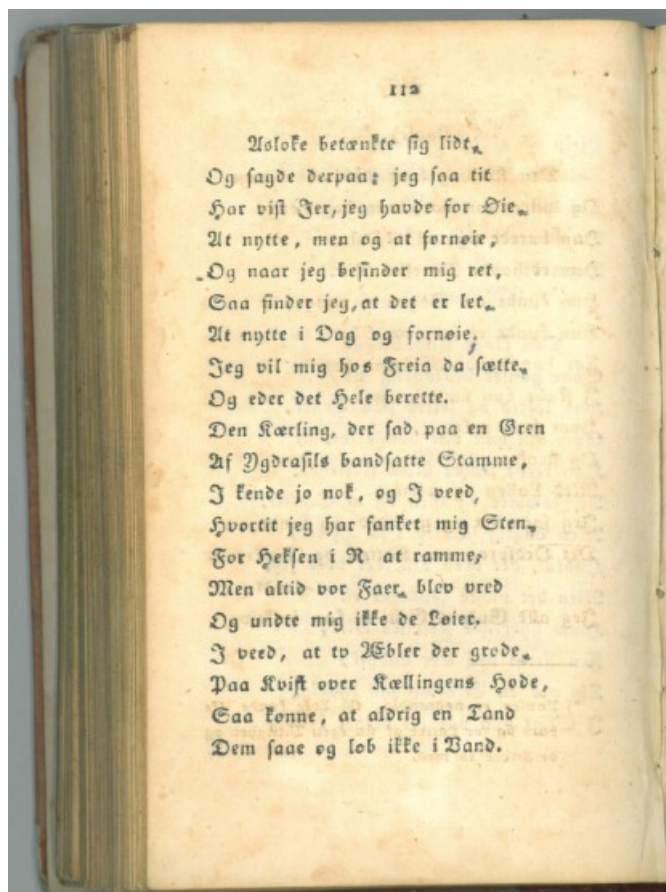 112
Asloke betænkte sig lidt,
Og sagde derpaa: jeg saa tit
Har vist Jer, jeg havde for Øie,
At nytte, men og at fornøie,
Og naar jeg besinder mig ret,
Saa finder jeg, at det er let,
At nytte i Dag og fornøie,
Jeg vil mig hos Freia da sætte,
Og eder det Hele berette.
Den Kærling, der sad paa en Gren
Af Ygdrasils bandsatte Stamme,
I kende jo nok, og I veed,
Hvortit jeg har sanket mig Sten,
For Heksen i R at ramme,
Men altid vor Faer, blev vred
Og undte mig ikke de Løier.
I veed, at tv Æbler der grode,
Paa Kvist over Kællingens Hode,
Saa kønne, at aldrig en Tand
Dem saae og løb ikke i Vand.